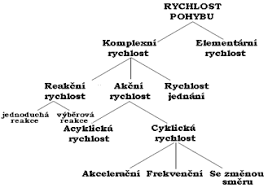 RYCHLOST
POHYBU
Komplexní
rychlost
Elementární
rychlost
Reakční
rychlost
Akční
rychlost
Rychlost
jednání
jednoduchá
reakce
výběrová
reakce
Acyklická
rychlost
Cyklická
rychlost
Akcelerační
Frekvenční
Se změnou
směru